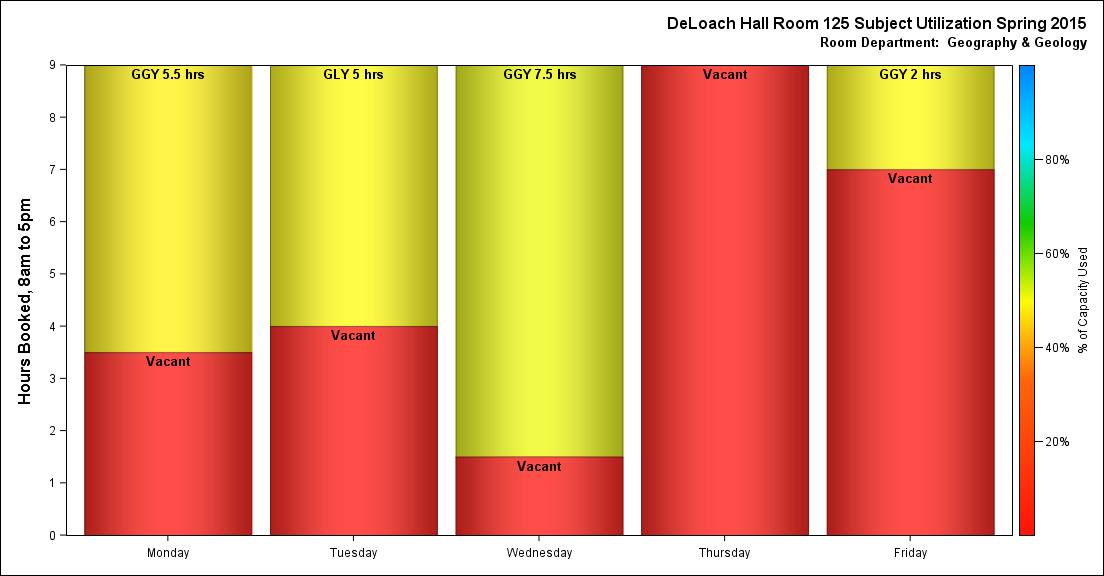 DeLoach Hall Room 125 Subject Utilization Spring 2015
Room Department:  Geography & Geology
Hours Booked, 8am to 5pm
9
8
7
6
5
4
3
2
1
0
GGY 5.5 hrs
Vacant
GLY 5 hrs
Vacant
GGY 7.5 hrs
Vacant
Vacant
GGY 2 hrs
Vacant
Monday
Tuesday
Wednesday
Thursday
Friday
80%
60%
40%
20%
% of Capacity Used